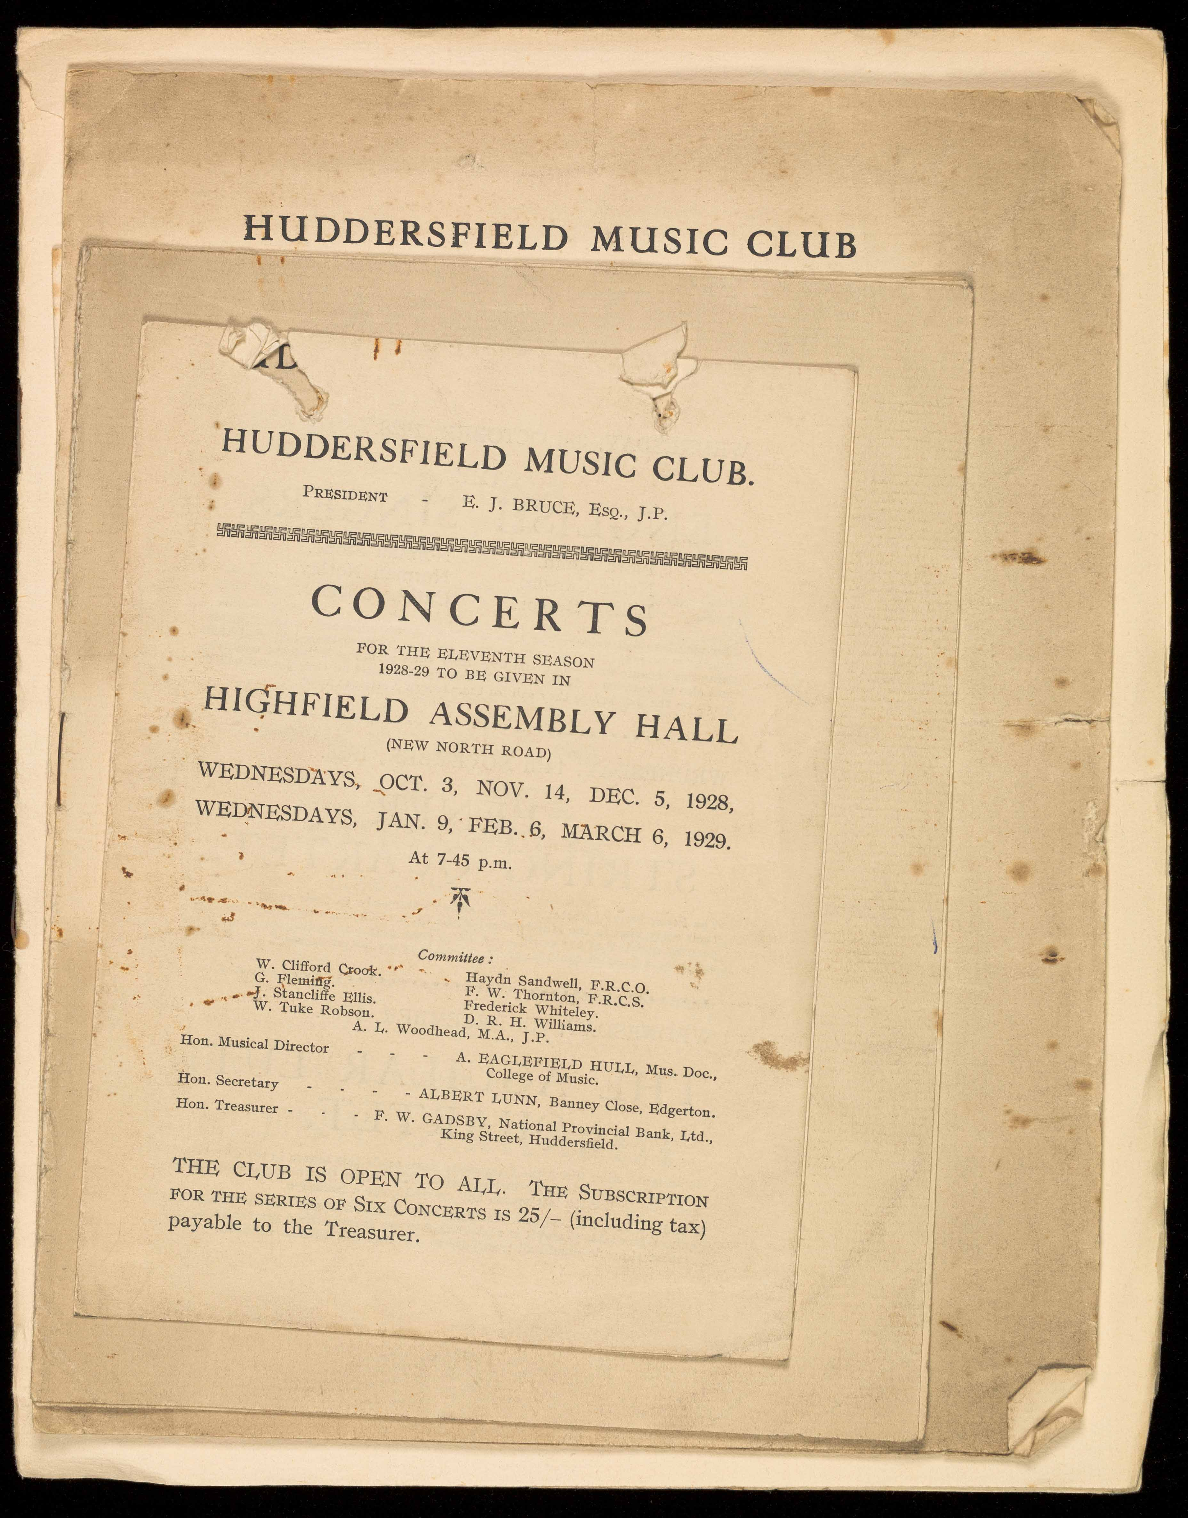 HUDDERSFIELD MUSIC CLUB
HUDDERSFIELD MUSIC CLUB.
PRESIDENT - E. J. BRUCE, ESQ., J.P.
CONCERTS
FOR THE ELEVENTH SEASON
1928-29 TO BE GIVEN IN
HIGHFIELD ASSEMBLY HALL
(NEW NORTH ROAD)
WEDNESDAYS, OCT. 3, NOV. 14, DEC. 5, 1928,
WEDNESDAYS, JAN. 9, FEB. 6, MARCH 6, 1929.
At 7-45 p.m.
Committee :
W. Clifford Crook. Haydn Sandwell, F.R.C.O.
G. Fleming. F. W. Thornton, F.R.C.S.
J. Stancliffe Ellis. Frederick Whiteley.
W. Tuke Robson. D. R. H. Williams.
A. L. Woodhead, M.A., J.P.
Hon. Musical Director - - - A. EAGLEFIELD HULL, Mus. Doc.,
College of Music.
Hon. Secretary - - - - ALBERT LUNN, Banney Close, Edgerton.
Hon. Treasurer - - - F. W. GADSBY, National Provincial Bank, Ltd.,
King Street, Huddersfield.
THE CLUB IS OPEN TO ALL. THE SUBSCRIPTION
FOR THE SERIES OF SIX CONCERTS IS 25/– (including tax)
payable to the Treasurer.